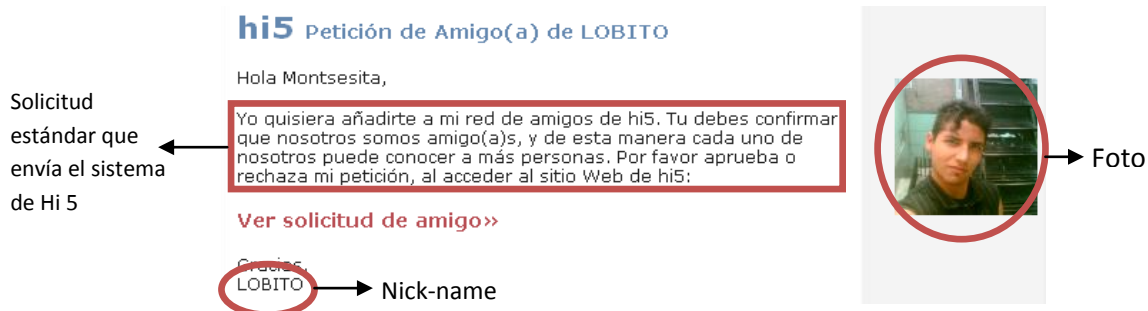 hi5 Petición de Amigo(a) de LOBITO
Hola Montsesita,
Solicitud
estándar que
envía el sistema
de Hi 5
Yo quisiera añadirte a mi red de amigos de hi5. Tu debes confirmar
que nosotros somos amigo(a)s, y de esta manera cada uno de
nosotros puede conocer a más personas. Por favor aprueba o
rechaza mi petición, al acceder al sitio Web de hi5:
Foto
Ver solicitud de amigo»
Gracias,
LOBITO
Nick-name